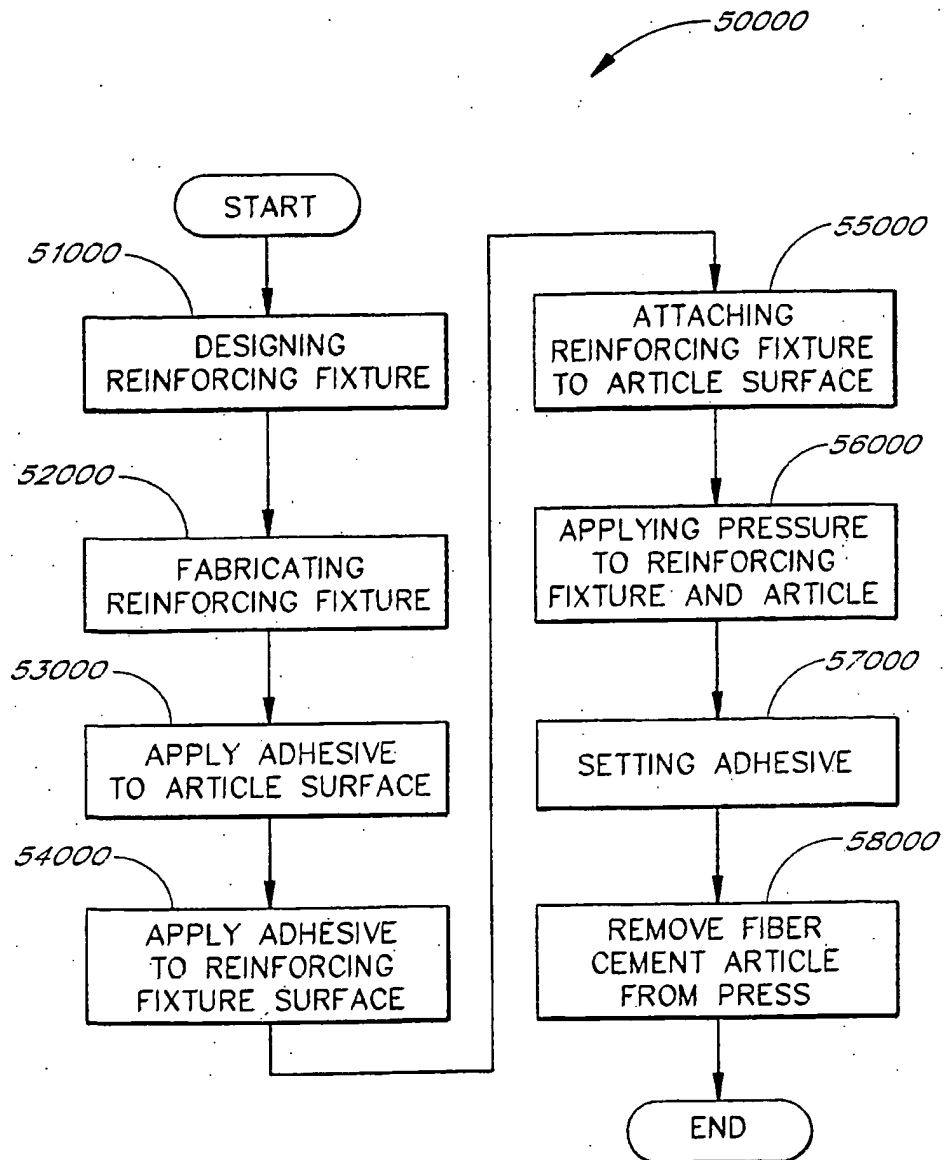 50000
START
51000
DESIGNING
REINFORCING FIXTURE
52000
FABRICATING
REINFORCING FIXTURE
53000
APPLY ADHESIVE
TO ARTICLE SURFACE
54000
APPLY ADHESIVE
TO REINFORCING
FIXTURE SURFACE
55000
ATTACHING
REINFORCING FIXTURE
TO ARTICLE SURFACE
56000
APPLYING PRESSURE
TO REINFORCING
FIXTURE AND ARTICLE
57000
SETTING ADHESIVE
58000
REMOVE FIBER
CEMENT ARTICLE
FROM PRESS
END